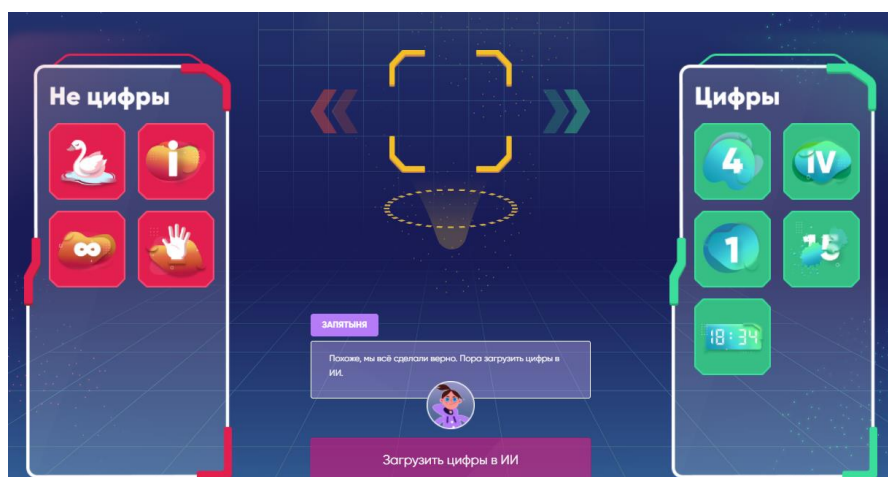 Не цифры
i
∞
Цифры
4
IV
1
15
18:34
ЗАПЯТЫНЯ
Похоже, мы всё сделали верно. Пора загрузить цифры в
ИИ.
Загрузить цифры в ИИ